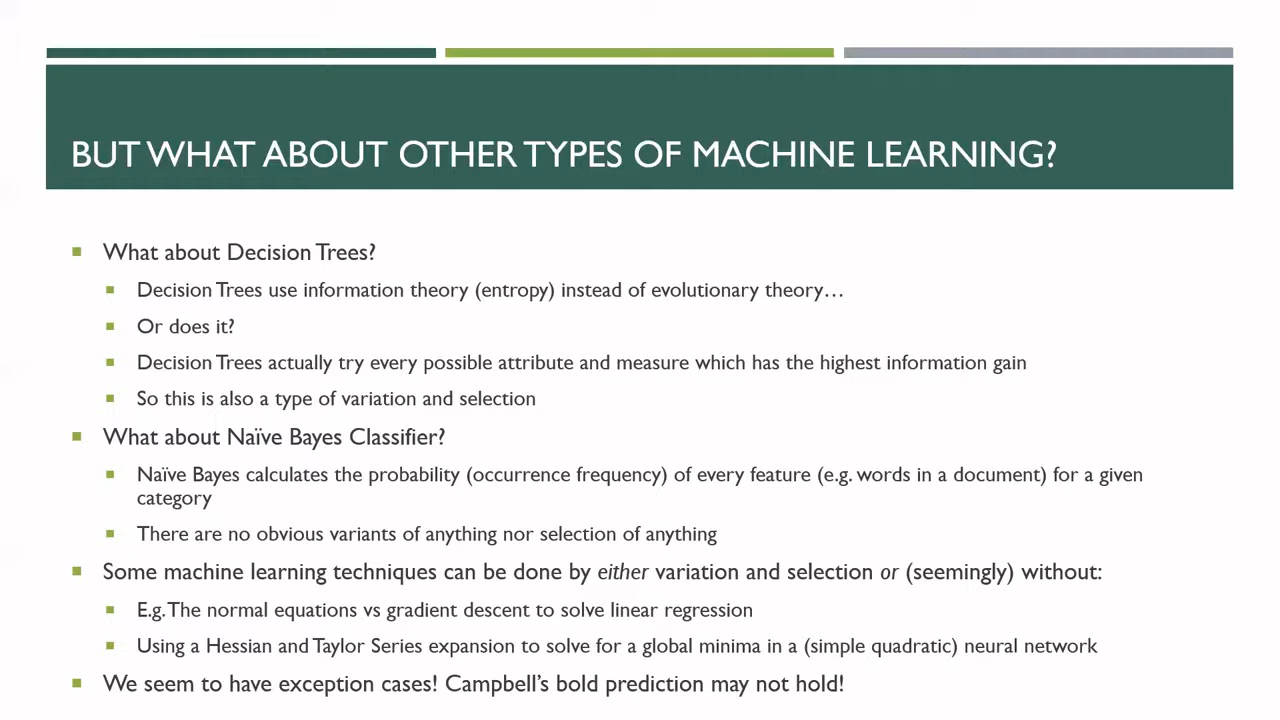 BUT WHAT ABOUT OTHER TYPES OF MACHINE LEARNING?
What about Decision Trees?
Decision Trees use information theory (entropy) instead of evolutionary theory…
Or does it?
Decision Trees actually try every possible attribute and measure which has the highest information gain
So this is also a type of variation and selection
What about Naïve Bayes Classifier?
Naïve Bayes calculates the probability (occurrence frequency) of every feature (e.g. words in a document) for a given
category
There are no obvious variants of anything nor selection of anything
Some machine learning techniques can be done by either variation and selection or (seemingly) without:
E.g. The normal equations vs gradient descent to solve linear regression
Using a Hessian and Taylor Series expansion to solve for a global minima in a (simple quadratic) neural network
We seem to have exception cases! Campbell's bold prediction may not hold!